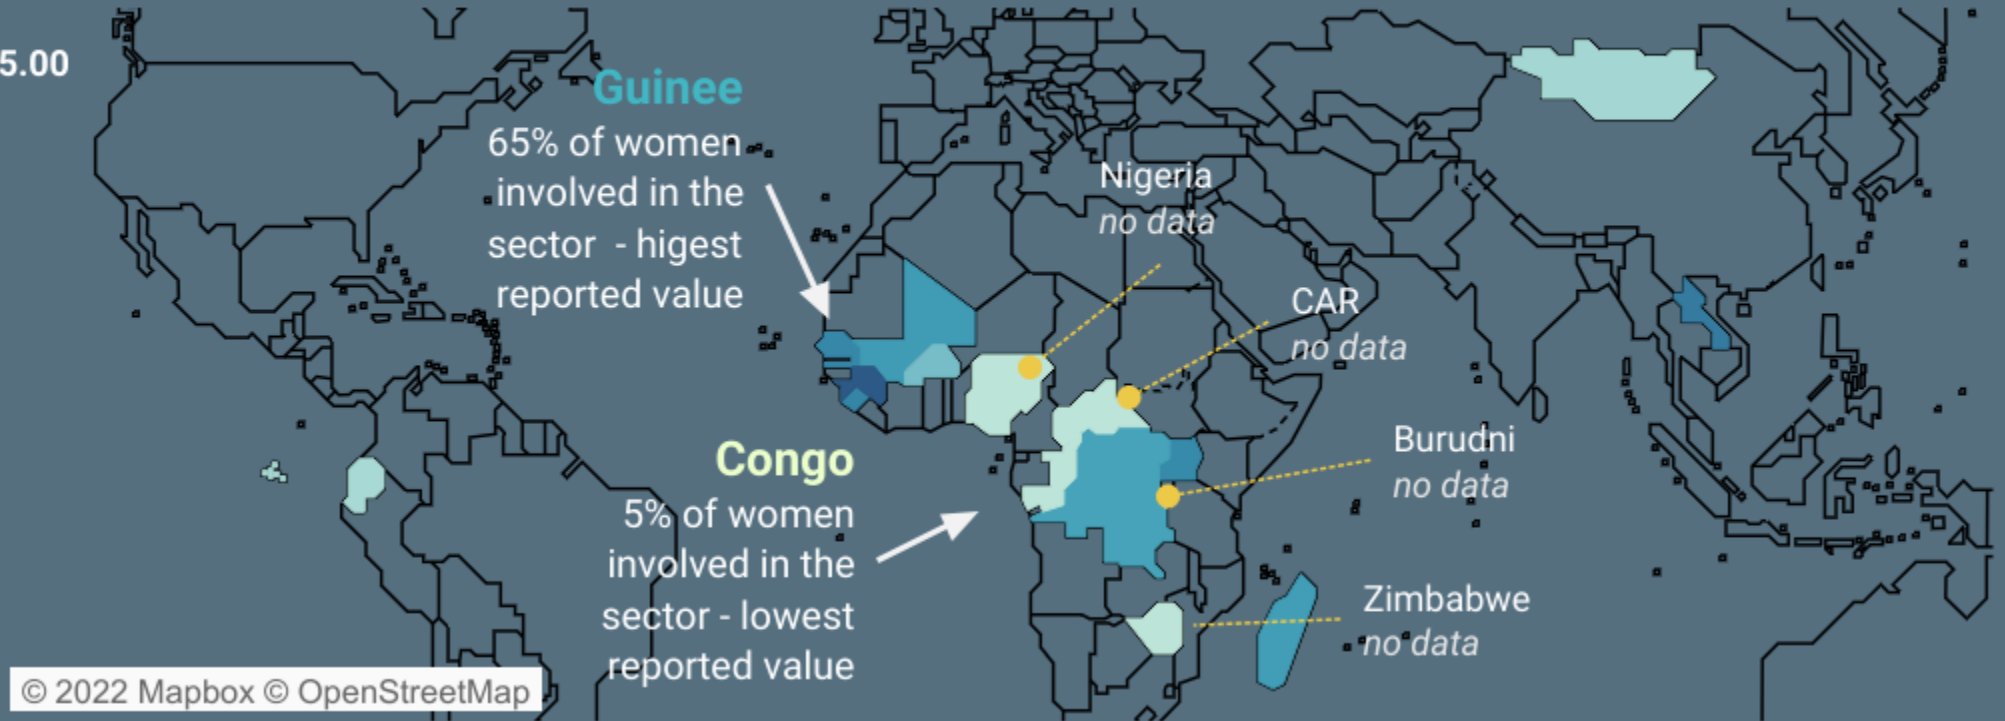 5.00
Guinee
65% of women
involved in the
sector - higest
reported value
Nigeria
no data
CAR
no data
Congo
5% of women
involved in the
sector - lowest
reported value
Burudni
no data
Zimbabwe
no data
© 2022 Mapbox © OpenStreetMap